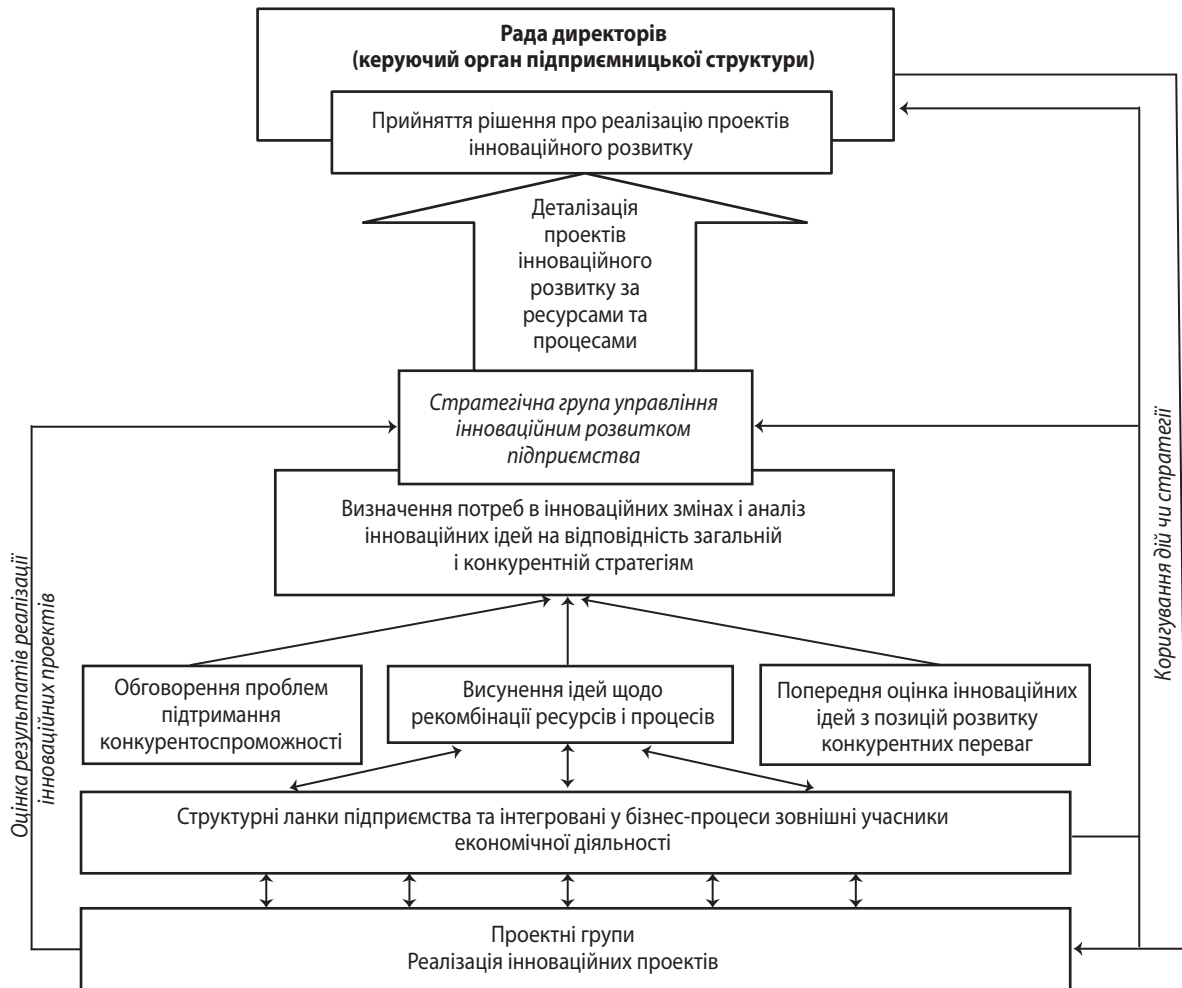 Рада директорів
(керуючий орган підприємницької структури)
Прийняття рішення про реалізацію проектів
інноваційного розвитку
Деталізація
проектів
інноваційного
розвитку за
ресурсами та
процесами
Стратегічна група управління
інноваційним розвитком
підприємства
Визначення потреб в інноваційних змінах і аналіз
інноваційних ідей на відповідність загальній
і конкурентній стратегіям
Обговорення проблем
підтримання
конкурентоспроможності
Висунення ідей щодо
рекомбінації ресурсів і процесів
Попередня оцінка інноваційних
ідей з позицій розвитку
конкурентних переваг
Структурні ланки підприємства та інтегровані у бізнес-процеси зовнішні учасники
економічної діяльності
Проектні групи
Реалізація інноваційних проектів
Оцінка результатів реалізації
інноваційних проектів
Коригування дій чи стратегії